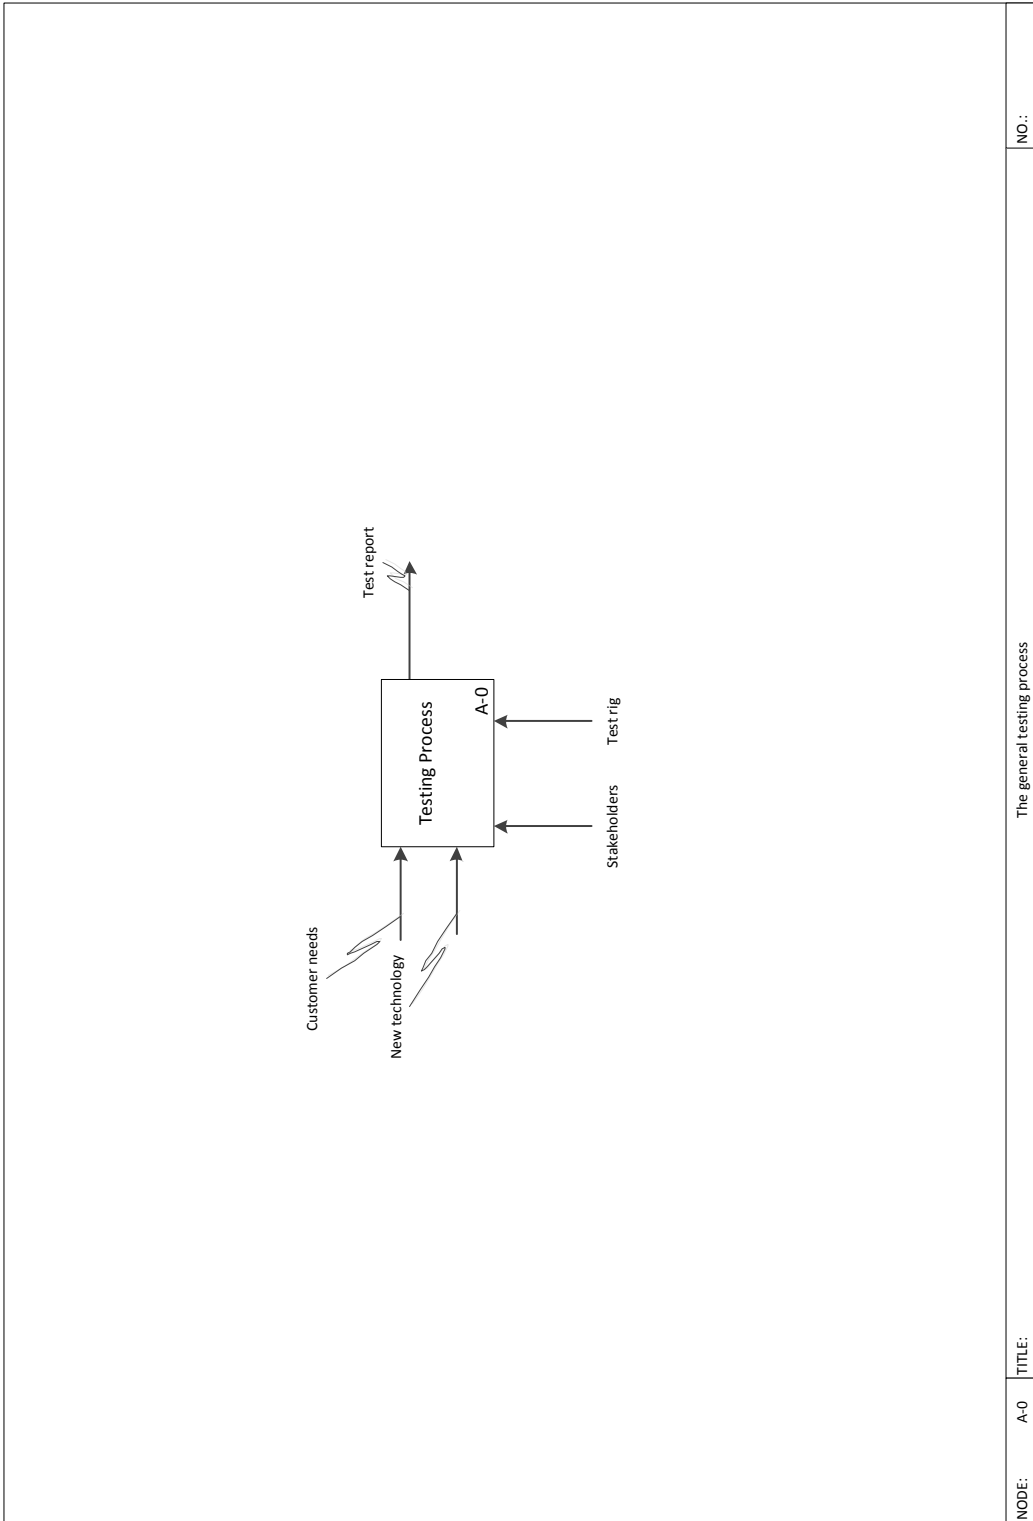 Customer needs
New technology
Testing Process
A-0
Test report
Stakeholders
Test rig
NODE:
A-0
TITLE:
The general testing process
NO.: